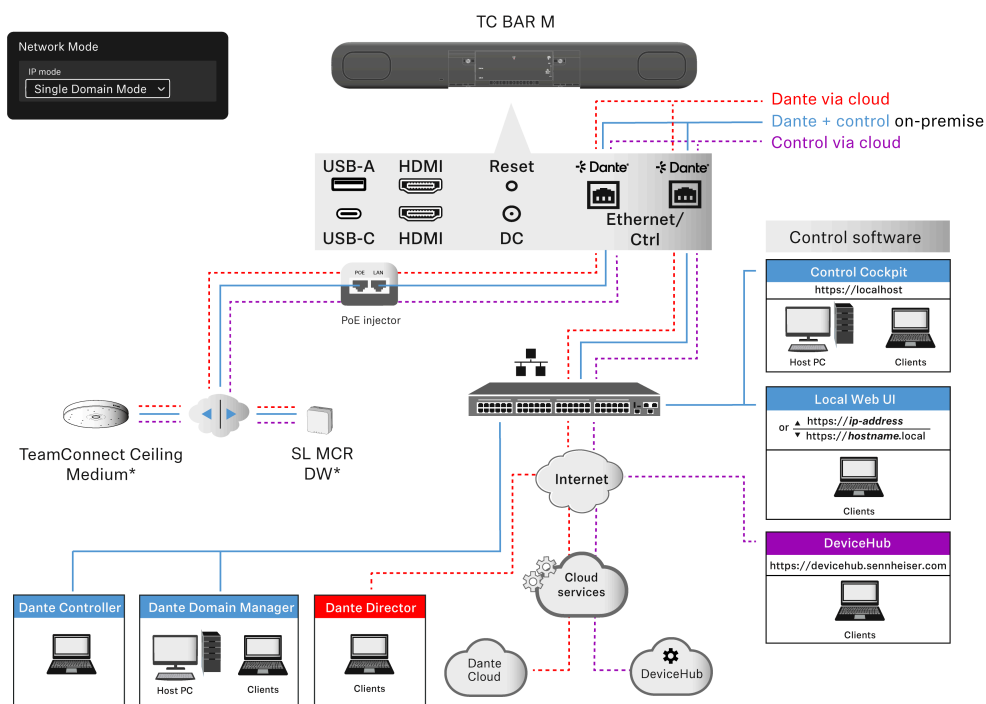 TC BAR M
Network Mode
IP mode
Single Domain Mode
Dante via cloud
Dante + control on-premise
Control via cloud
USB-A
HDMI
Reset
Dante®
Dante®
USB-C
HDMI
DC
Ethernet/
Ctrl
POE LAN
PoE injector
Control software
Control Cockpit
https://localhost
Host PC
Clients
Local Web UI
or
https://ip-address
https://hostname.local
Clients
DeviceHub
https://devicehub.sennheiser.com
Clients
TeamConnect Ceiling
Medium*
SL MCR
DW*
Internet
Cloud
services
Dante Controller
Dante Domain Manager
Host PC
Clients
Dante Director
Clients
Dante
Cloud
DeviceHub